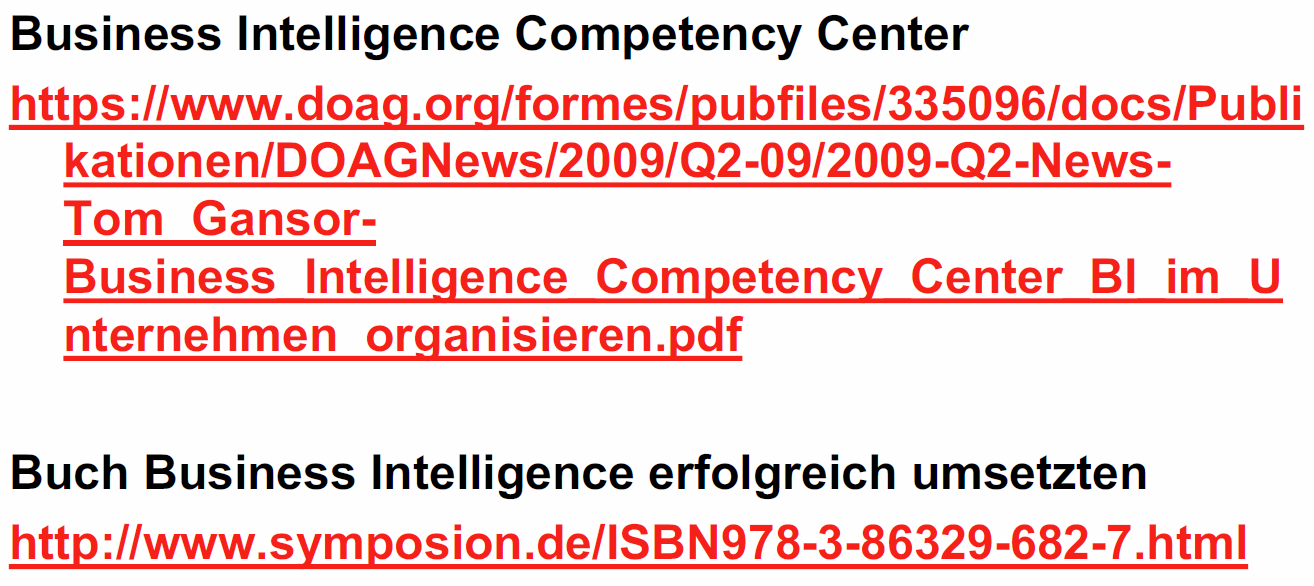 Business Intelligence Competency Center
https://www.doag.org/formes/pubfiles/335096/docs/Publi
kationen/DOAGNews/2009/Q2-09/2009-Q2-News-
Tom_Gansor-
Business_Intelligence_Competency_Center_BI_im_U
nternehmen_organisieren.pdf
Buch Business Intelligence erfolgreich umsetzten
http://www.symposion.de/ISBN978-3-86329-682-7.html